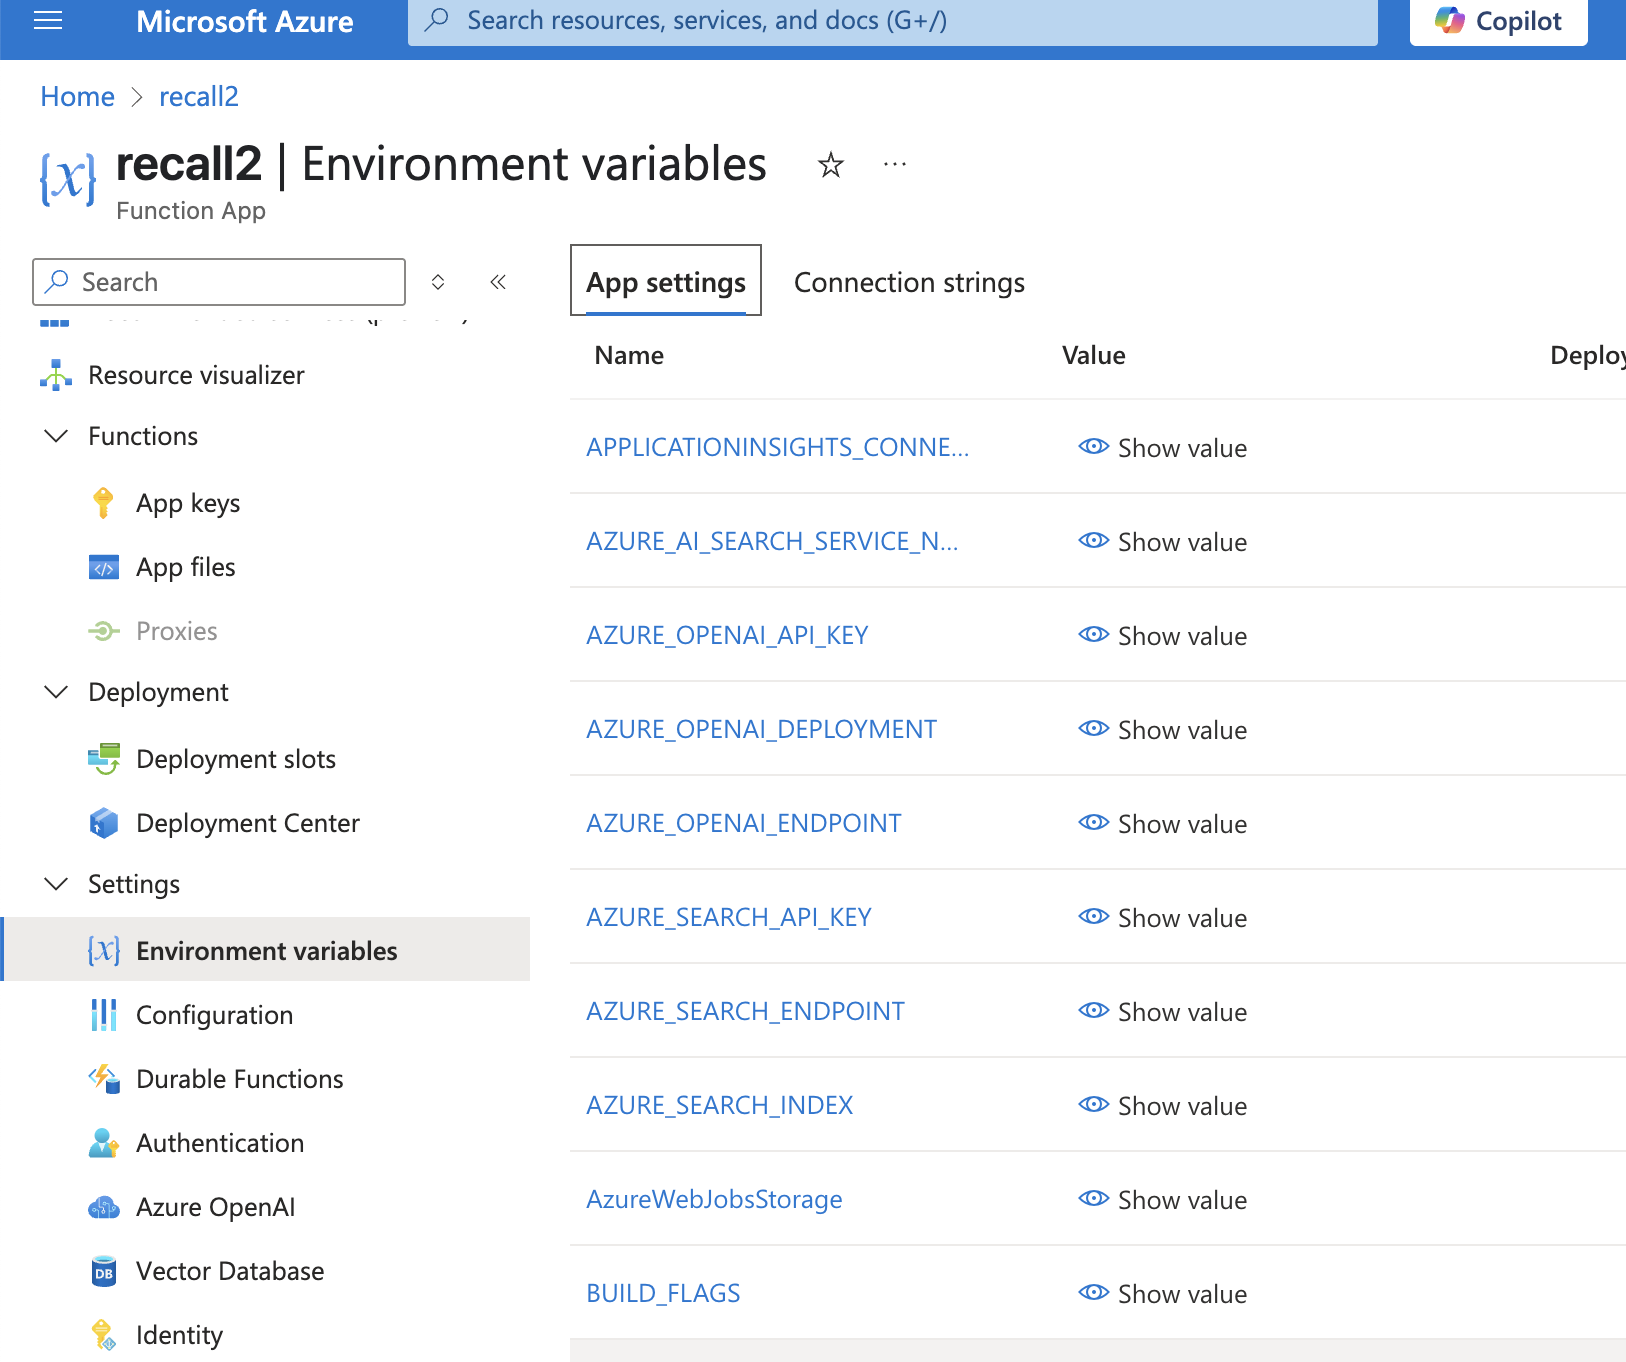 Microsoft Azure
Search resources, services, and docs (G+/)
Copilot
Home > recall2
recall2 | Environment variables
Function App
Search
App settings
Connection strings
Name
Value
Deploy
Resource visualizer
Functions
App keys
App files
Proxies
Deployment
Deployment slots
Deployment Center
Settings
Environment variables
Configuration
Durable Functions
Authentication
Azure OpenAI
DB
Vector Database
Identity
APPLICATIONINSIGHTS_CONNE... Show value
AZURE_AI_SEARCH_SERVICE_N... Show value
AZURE_OPENAI_API_KEY Show value
AZURE_OPENAI_DEPLOYMENT Show value
AZURE_OPENAI_ENDPOINT Show value
AZURE_SEARCH_API_KEY Show value
AZURE_SEARCH_ENDPOINT Show value
AZURE_SEARCH_INDEX Show value
AzureWebJobsStorage Show value
BUILD_FLAGS Show value